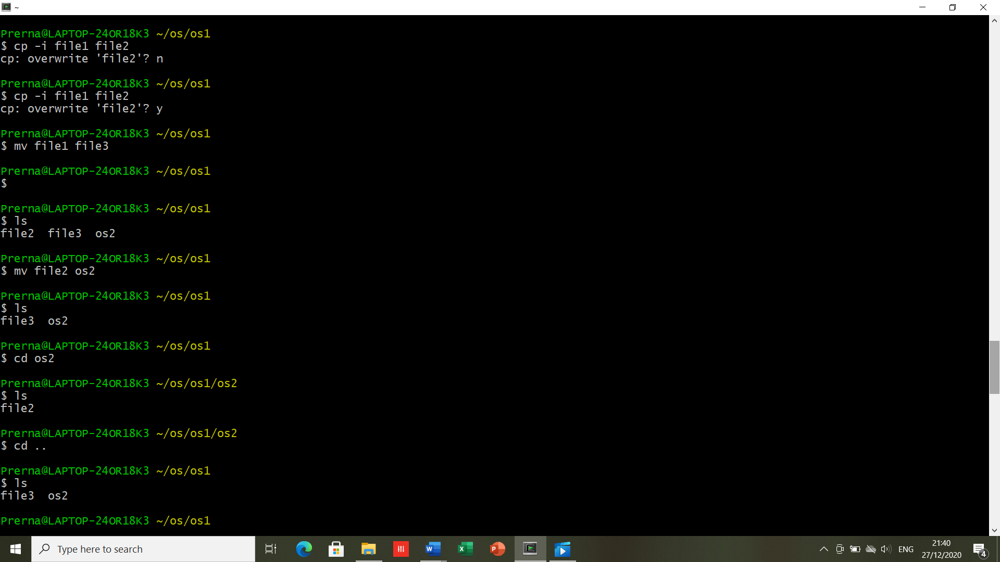 ~
Prerna@LAPTOP-24OR18K3 ~/os/os1
$ cp -i file1 file2
cp: overwrite 'file2'? n
Prerna@LAPTOP-24OR18K3 ~/os/os1
$ cp -i file1 file2
cp: overwrite 'file2'? y
Prerna@LAPTOP-24OR18K3 ~/os/os1
$ mv file1 file3
Prerna@LAPTOP-24OR18K3 ~/os/os1
$
Prerna@LAPTOP-24OR18K3 ~/os/os1
$ ls
file2  file3  os2
Prerna@LAPTOP-24OR18K3 ~/os/os1
$ mv file2 os2
Prerna@LAPTOP-24OR18K3 ~/os/os1
$ ls
file3  os2
Prerna@LAPTOP-24OR18K3 ~/os/os1
$ cd os2
Prerna@LAPTOP-24OR18K3 ~/os/os1/os2
$ ls
file2
Prerna@LAPTOP-24OR18K3 ~/os/os1/os2
$ cd ..
Prerna@LAPTOP-24OR18K3 ~/os/os1
$ ls
file3  os2
Prerna@LAPTOP-24OR18K3 ~/os/os1
Type here to search
W
X
P
ENG
21:40
27/12/2020
4